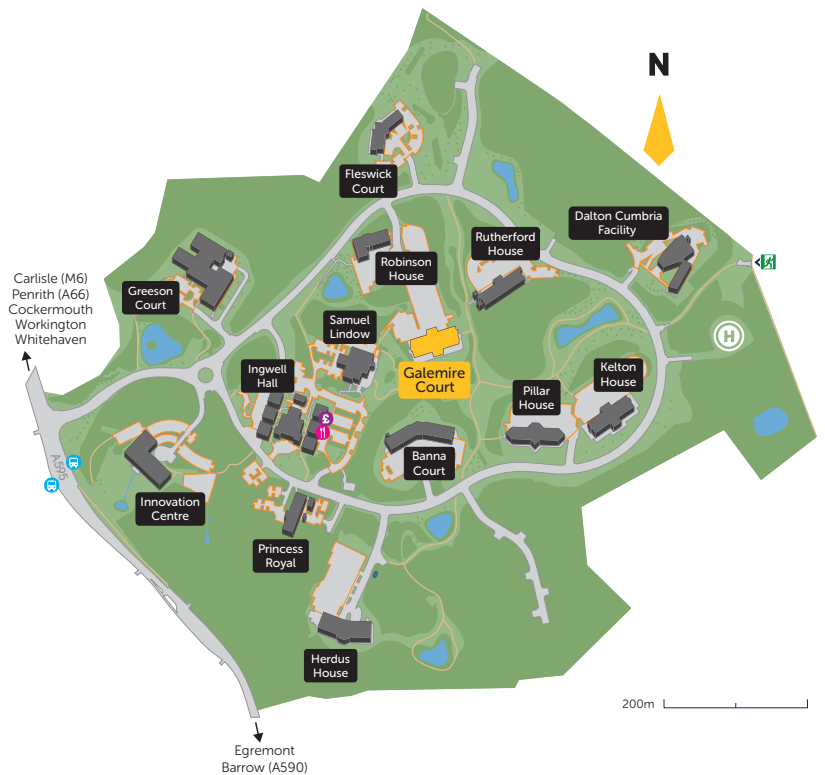 N
Fleswick
Court
Dalton Cumbria
Facility
Rutherford
House
Robinson
House
Greeson
Court
Carlisle (M6)
Penrith (A66)
Cockermouth
Workington
Whitehaven
Samuel
Lindow
H
Ingwell
Hall
Galemire
Court
Kelton
House
Pillar
House
£
Banna
Court
A595
Innovation
Centre
Princess
Royal
Herdus
House
200m
Egremont
Barrow (A590)